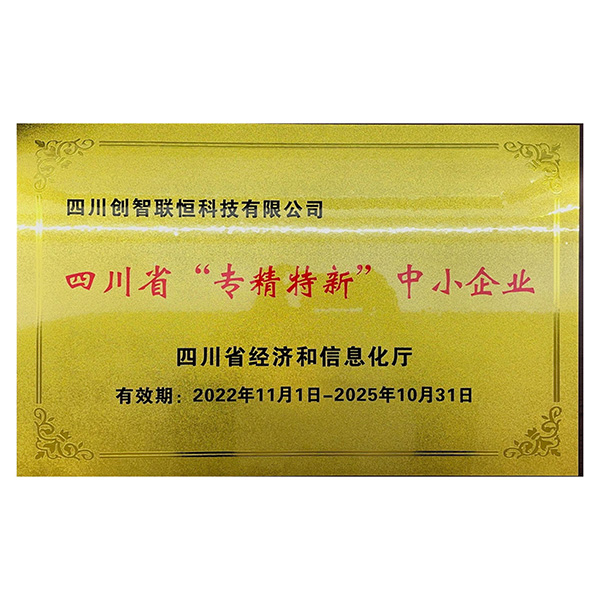 四川创智联恒科技有限公司
四川省“专精特新”中小企业
四川省经济和信息化厅
有效期：2022年11月1日-2025年10月31日